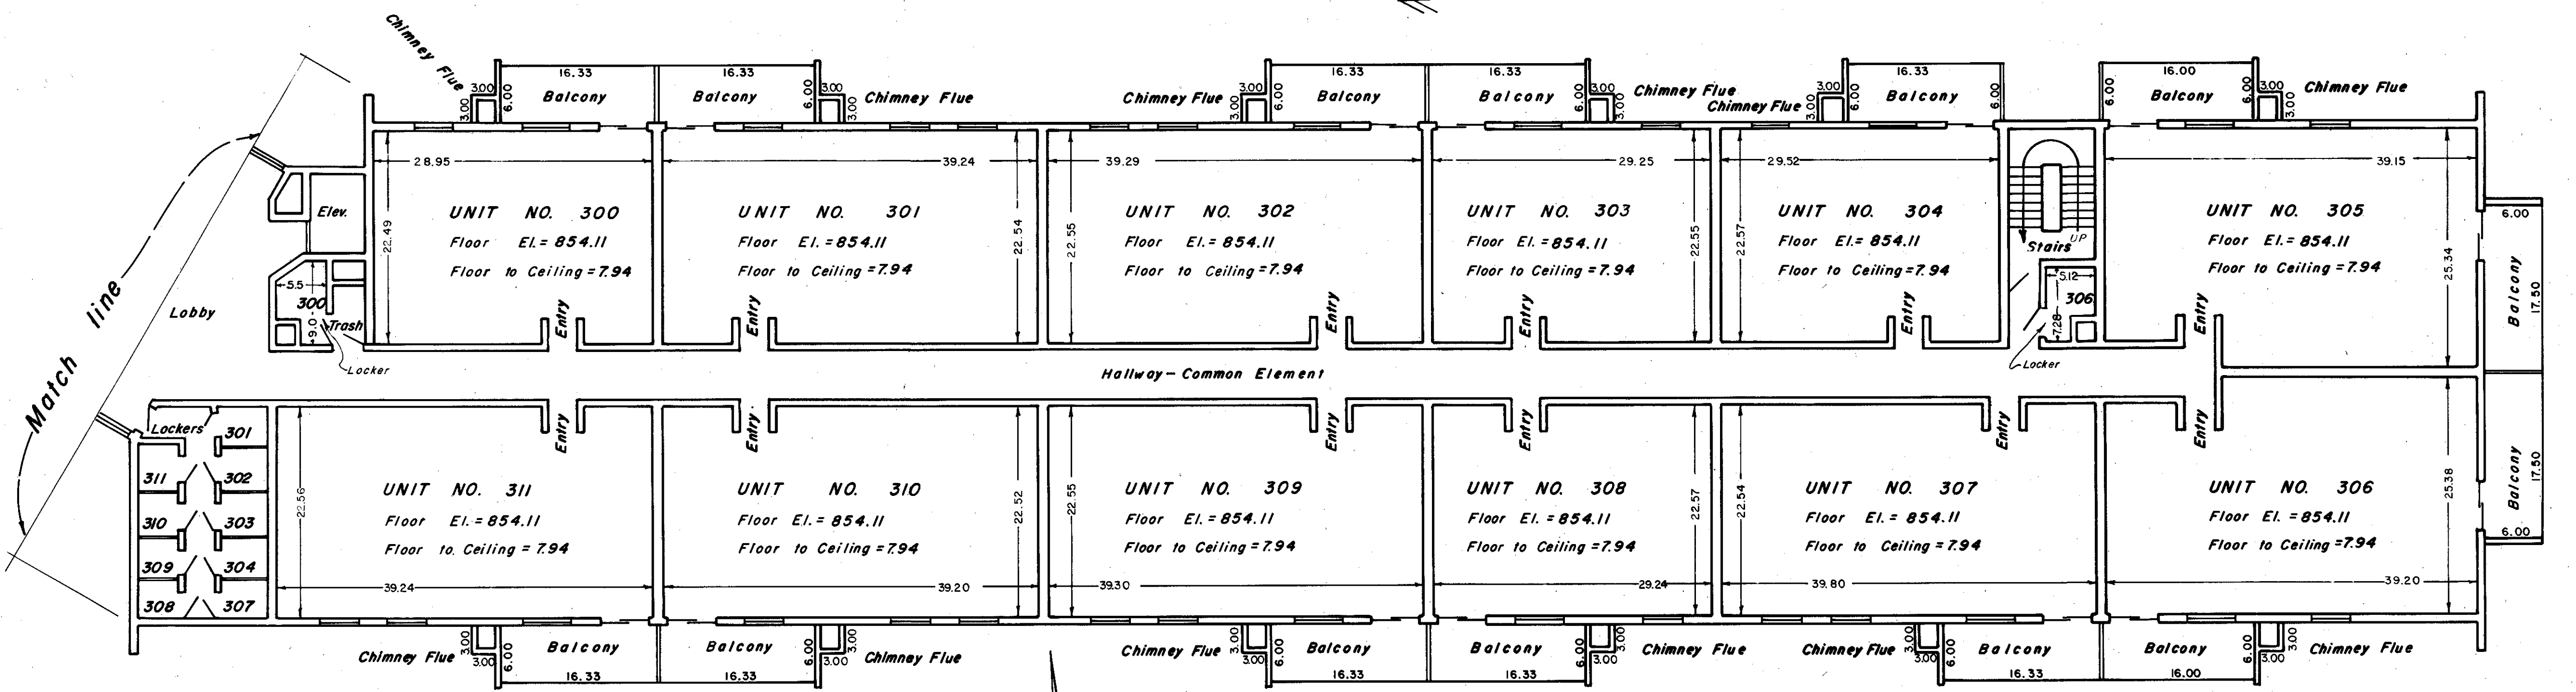 Chimney Flue
3.00
3.00
6.00
16.33
Balcony
16.33
Balcony
6.00
3.00
3.00
Chimney Flue
Chimney Flue
3.00
3.00
6.00
16.33
Balcony
16.33
Balcony
6.00
3.00
3.00
Chimney Flue
Chimney Flue
3.00
3.00
6.00
16.33
Balcony
6.00
6.00
16.00
Balcony
6.00
3.00
3.00
Chimney Flue
Match line
Lobby
Elev.
5.5
300
9.0
Trash
Locker
28.95
22.49
UNIT NO. 300
Floor El. = 854.11
Floor to Ceiling = 7.94
Entry
39.24
22.54
UNIT NO. 301
Floor El. = 854.11
Floor to Ceiling = 7.94
Entry
39.29
22.55
UNIT NO. 302
Floor El. = 854.11
Floor to Ceiling = 7.94
Entry
29.25
22.55
UNIT NO. 303
Floor El. = 854.11
Floor to Ceiling = 7.94
Entry
29.52
22.57
UNIT NO. 304
Floor El. = 854.11
Floor to Ceiling = 7.94
Entry
Stairs
UP
5.12
306
7.28
Locker
39.15
25.34
UNIT NO. 305
Floor El. = 854.11
Floor to Ceiling = 7.94
Entry
6.00
Balcony
17.50
Hallway - Common Element
Lockers
301
311
302
310
303
309
304
308
307
22.56
Entry
UNIT NO. 311
Floor El. = 854.11
Floor to Ceiling = 7.94
39.24
Entry
22.52
UNIT NO. 310
Floor El. = 854.11
Floor to Ceiling = 7.94
39.20
22.55
Entry
UNIT NO. 309
Floor El. = 854.11
Floor to Ceiling = 7.94
39.30
Entry
22.57
UNIT NO. 308
Floor El. = 854.11
Floor to Ceiling = 7.94
29.24
22.54
Entry
UNIT NO. 307
Floor El. = 854.11
Floor to Ceiling = 7.94
39.80
Entry
25.38
UNIT NO. 306
Floor El. = 854.11
Floor to Ceiling = 7.94
39.20
Balcony
17.50
6.00
Chimney Flue
3.00
3.00
6.00
Balcony
16.33
Balcony
16.33
6.00
3.00
3.00
Chimney Flue
Chimney Flue
3.00
3.00
6.00
Balcony
16.33
Balcony
16.33
6.00
3.00
3.00
Chimney Flue
Chimney Flue
3.00
3.00
6.00
Balcony
16.33
Balcony
16.00
6.00
3.00
3.00
Chimney Flue